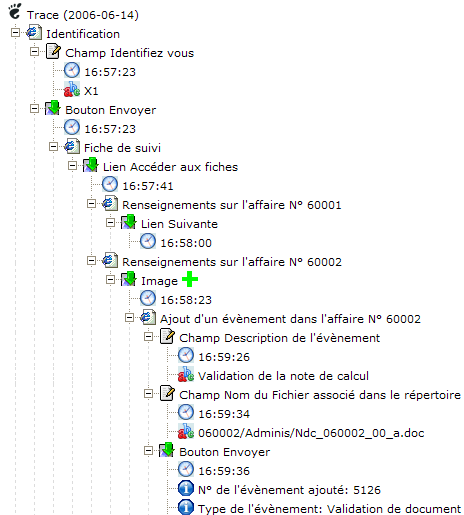 Trace (2006-06-14)
Identification
Champ Identifiez vous
16:57:23
X1
Bouton Envoyer
16:57:23
Fiche de suivi
Lien Accéder aux fiches
16:57:41
Renseignements sur l'affaire N° 60001
Lien Suivante
16:58:00
Renseignements sur l'affaire N° 60002
Image
16:58:23
Ajout d'un évènement dans l'affaire N° 60002
Champ Description de l'évènement
16:59:26
Validation de la note de calcul
Champ Nom du Fichier associé dans le répertoire
16:59:34
060002/Adminis/Ndc_060002_00_a.doc
Bouton Envoyer
16:59:36
N° de l'évènement ajouté: 5126
Type de l'évènement: Validation de document